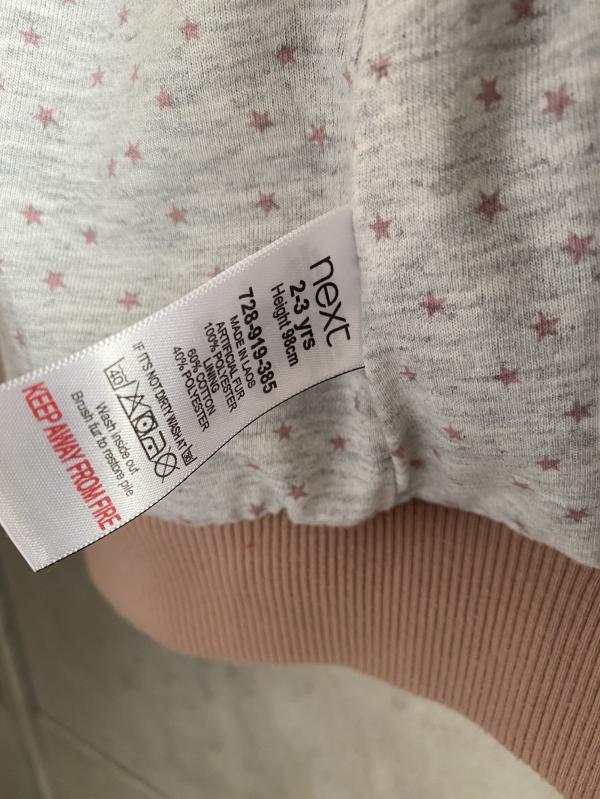 next
2-3 yrs
Height 98cm
728-919-385
MADE IN LAOS
ARTIFICIAL FUR
100% POLYESTER
LINING
60% COTTON
40% POLYESTER
IF IT'S NOT DIRTY WASH AT 30
40
Wash inside out
Brush fur to restore pile
KEEP AWAY FROM FIRE